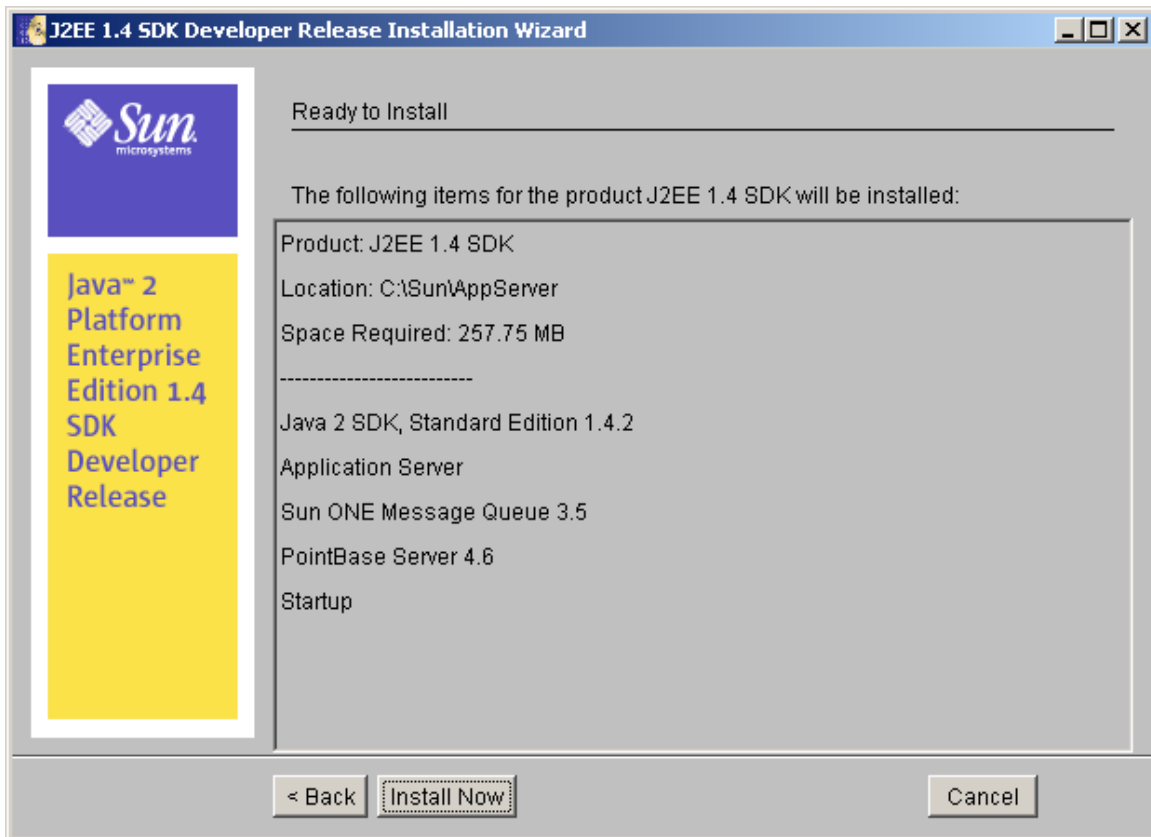 J2EE 1.4 SDK Developer Release Installation Wizard
Sun
microsystems
Java™ 2
Platform
Enterprise
Edition 1.4
SDK
Developer
Release
Ready to Install
The following items for the product J2EE 1.4 SDK will be installed:
Product: J2EE 1.4 SDK
Location: C:\Sun\AppServer
Space Required: 257.75 MB
--------------------------
Java 2 SDK, Standard Edition 1.4.2
Application Server
Sun ONE Message Queue 3.5
PointBase Server 4.6
Startup
< Back
Install Now
Cancel